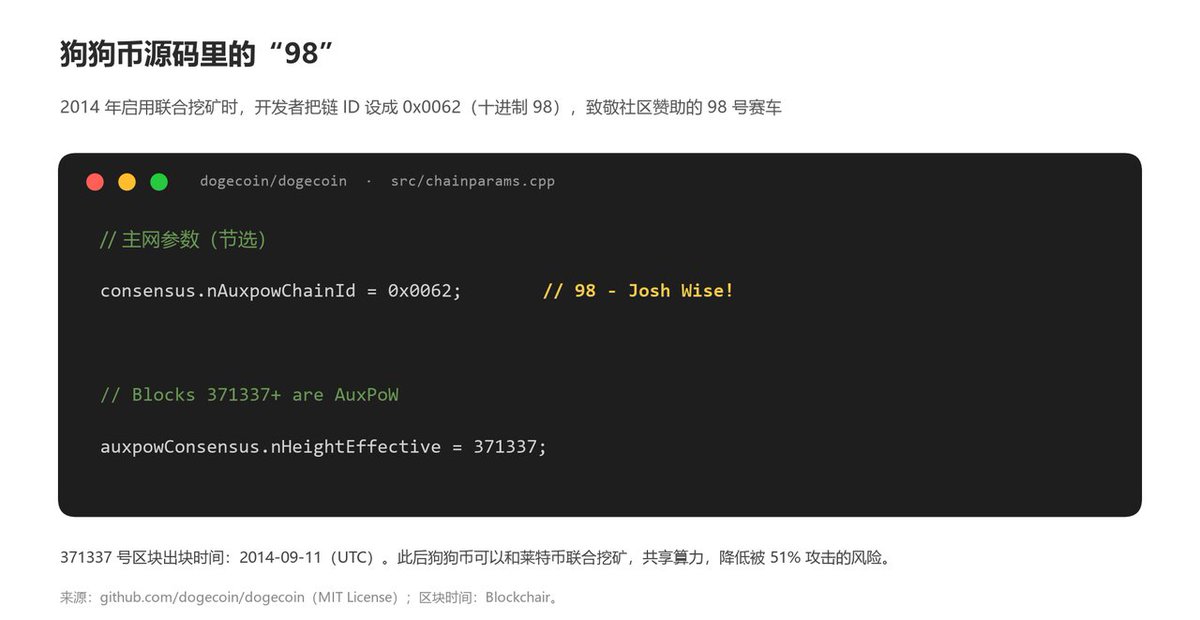 狗狗币源码里的“98”
2014 年启用联合挖矿时，开发者把链 ID 设成 0x0062（十进制 98），致敬社区赞助的 98 号赛车
dogecoin/dogecoin · src/chainparams.cpp
// 主网参数（节选）
consensus.nAuxpowChainId = 0x0062; // 98 - Josh Wise!
// Blocks 371337+ are AuxPoW
auxpowConsensus.nHeightEffective = 371337;
371337 号区块出块时间：2014-09-11（UTC）。此后狗狗币可以和莱特币联合挖矿，共享算力，降低被 51% 攻击的风险。
来源：github.com/dogecoin/dogecoin（MIT License）；区块时间：Blockchair。